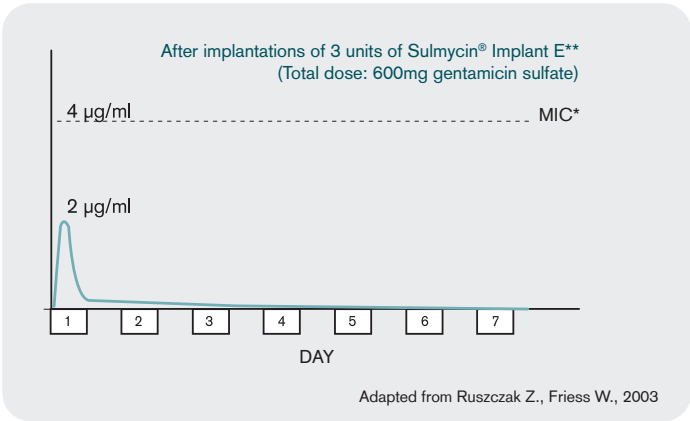 After implantations of 3 units of Sulmycin® Implant E**
(Total dose: 600mg gentamicin sulfate)
4 µg/ml
MIC*
2 µg/ml
1 2 3 4 5 6 7
DAY
Adapted from Ruszczak Z., Friess W., 2003